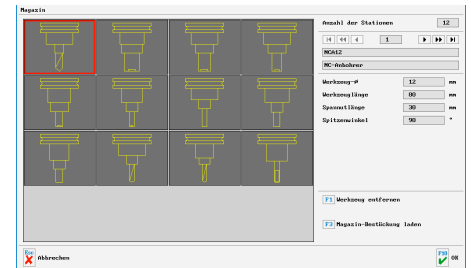 Magazin
Anzahl der Stationen 12
1
NCA12
NC-Anbohrer
Werkzeug-Ø 12 mm
Werkzeuglänge 80 mm
Spannutlänge 30 mm
Spitzenwinkel 90 °
F1 Werkzeug entfernen
F3 Magazin-Bestückung laden
Esc Abbrechen
F10 OK